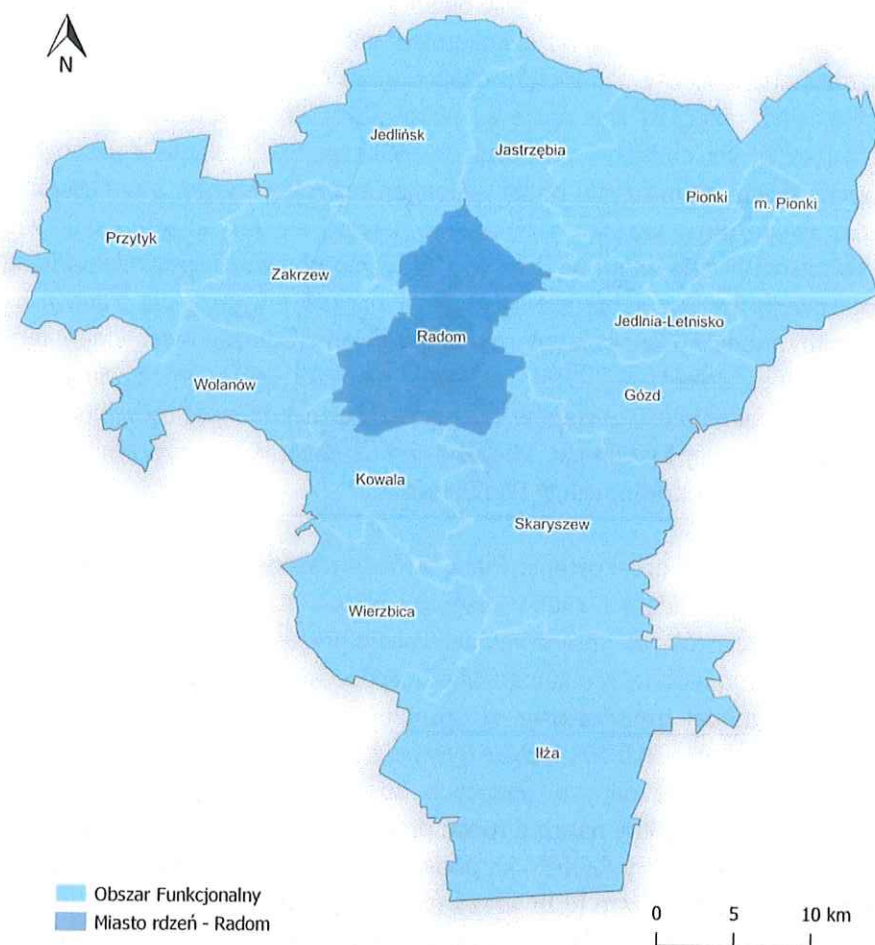 N
Jedlińsk
Jastrzębia
Pionki
m. Pionki
Przytyk
Zakrzew
Jedlnia-Letnisko
Radom
Wolanów
Gózd
Kowala
Skaryszew
Wierzbica
Iłża
Obszar Funkcjonalny
Miasto rdzeń - Radom
0 5 10 km